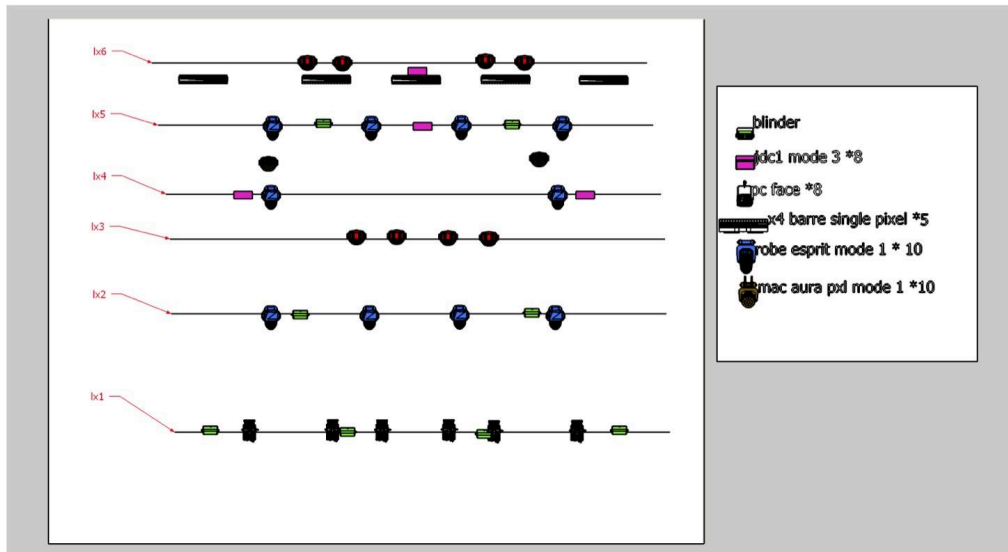 lx6
lx5
lx4
lx3
lx2
lx1
blinder
jdc1 mode 3 *8
pc face *8
x4 barre single pixel *5
robe esprit mode 1 * 10
mac aura pxl mode 1 *10